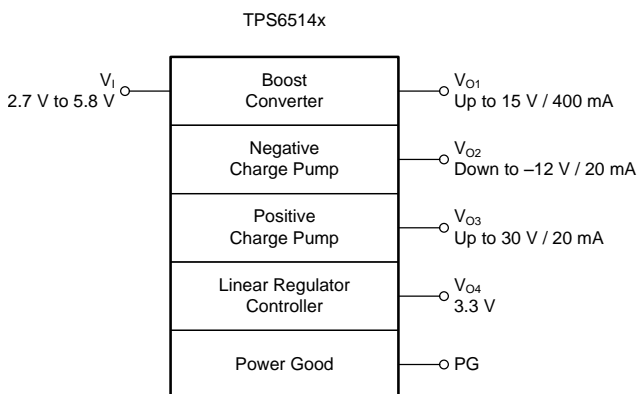 TPS6514x
V_I
2.7 V to 5.8 V
Boost
Converter
V_O1
Up to 15 V / 400 mA
Negative
Charge Pump
V_O2
Down to –12 V / 20 mA
Positive
Charge Pump
V_O3
Up to 30 V / 20 mA
Linear Regulator
Controller
V_O4
3.3 V
Power Good
PG